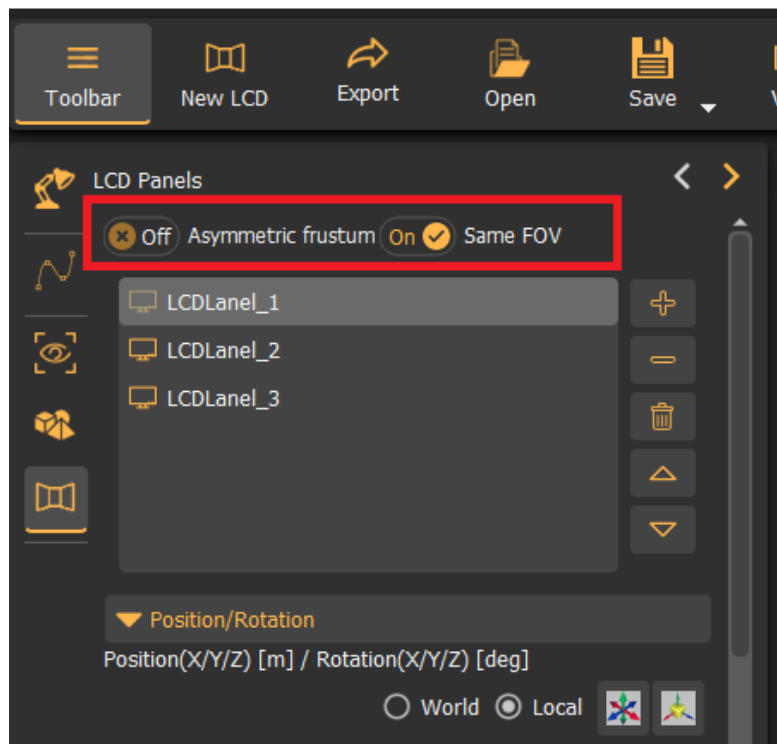 Toolbar New LCD Export Open Save
LCD Panels
Off Asymmetric frustum On Same FOV
LCDLanel_1
LCDLanel_2
LCDLanel_3
Position/Rotation
Position(X/Y/Z) [m] / Rotation(X/Y/Z) [deg]
World Local